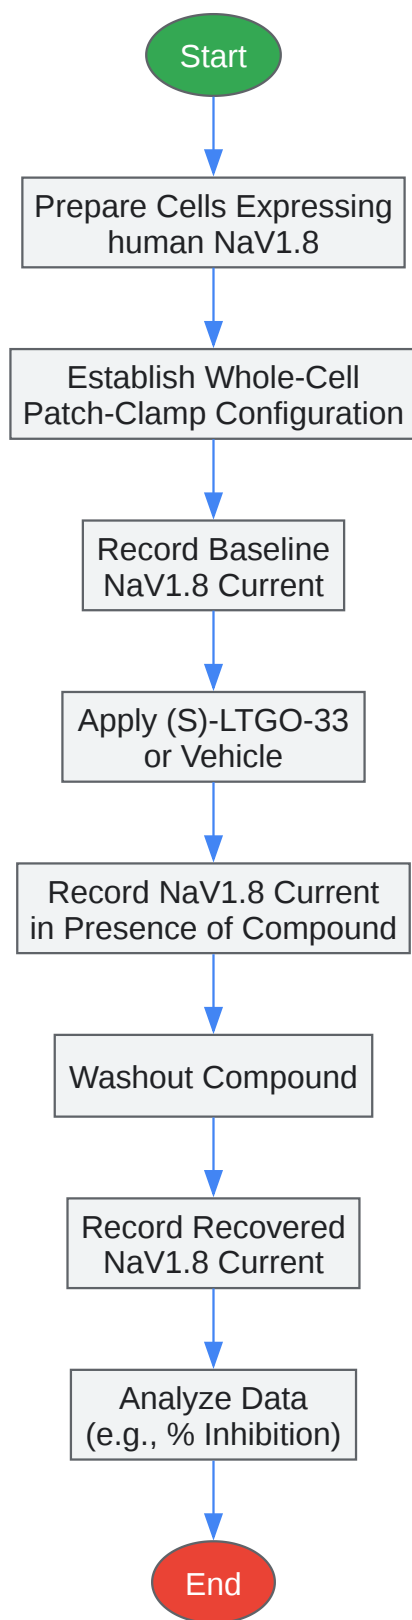 Start
Prepare Cells Expressing
human NaV1.8
Establish Whole-Cell
Patch-Clamp Configuration
Record Baseline
NaV1.8 Current
Apply (S)-LTGO-33
or Vehicle
Record NaV1.8 Current
in Presence of Compound
Washout Compound
Record Recovered
NaV1.8 Current
Analyze Data
(e.g., % Inhibition)
End